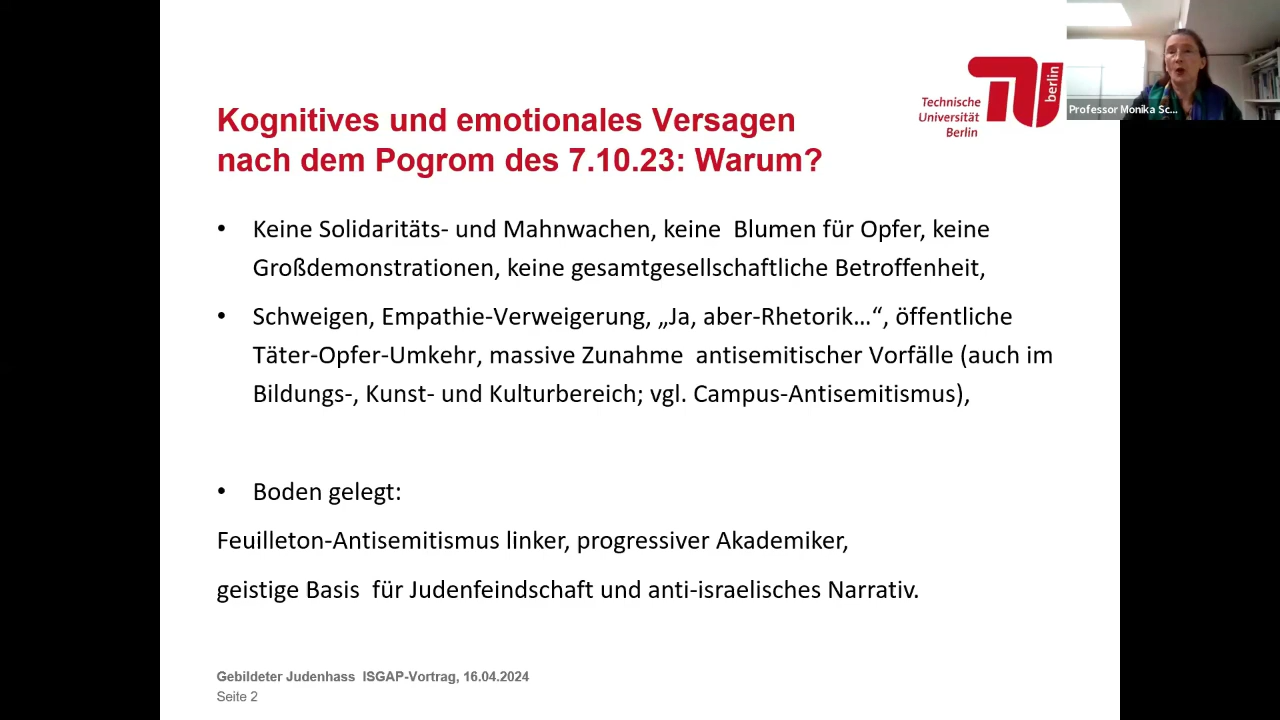 Technische
Universität
Berlin
berlin
Professor Monika Sc...
Kognitives und emotionales Versagen
nach dem Pogrom des 7.10.23: Warum?
• Keine Solidaritäts- und Mahnwachen, keine  Blumen für Opfer, keine
Großdemonstrationen, keine gesamtgesellschaftliche Betroffenheit,
• Schweigen, Empathie-Verweigerung, „Ja, aber-Rhetorik…“, öffentliche
Täter-Opfer-Umkehr, massive Zunahme  antisemitischer Vorfälle (auch im
Bildungs-, Kunst- und Kulturbereich; vgl. Campus-Antisemitismus),
• Boden gelegt:
Feuilleton-Antisemitismus linker, progressiver Akademiker,
geistige Basis  für Judenfeindschaft und anti-israelisches Narrativ.
Gebildeter Judenhass  ISGAP-Vortrag, 16.04.2024
Seite 2